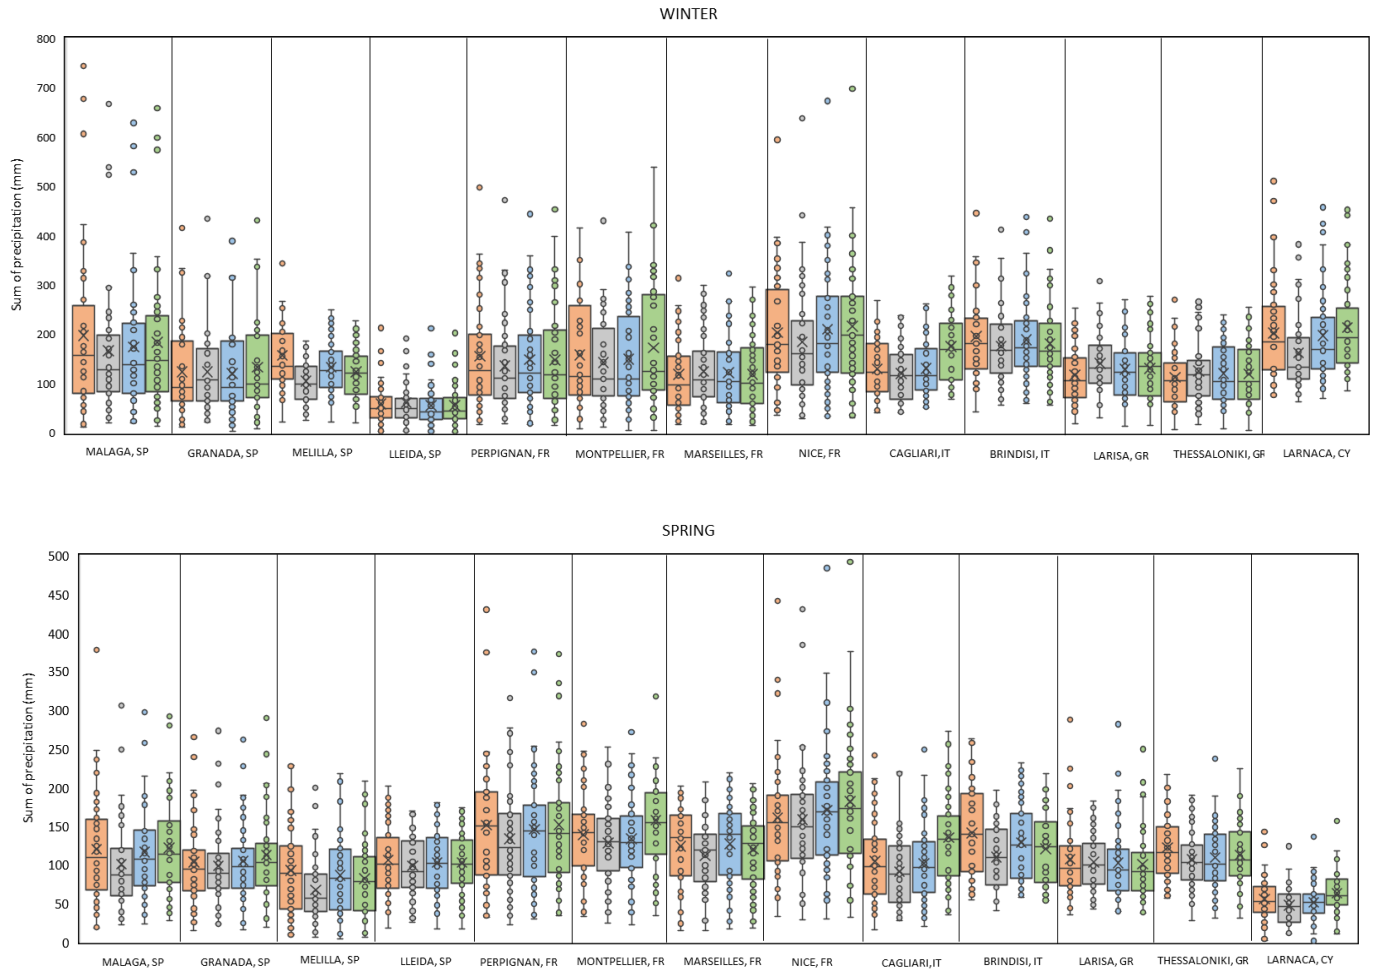 WINTER
800
700
600
500
400
300
200
100
0
Sum of precipitation (mm)
MALAGA, SP
GRANADA, SP
MELILLA, SP
LLEIDA, SP
PERPIGNAN, FR
MONTPELLIER, FR
MARSEILLES, FR
NICE, FR
CAGLIARI,IT
BRINDISI, IT
LARISA, GR
THESSALONIKI, GR
LARNACA, CY
SPRING
500
450
400
350
300
250
200
150
100
50
0
Sum of precipitation (mm)
MALAGA, SP
GRANADA, SP
MELILLA, SP
LLEIDA, SP
PERPIGNAN, FR
MONTPELLIER, FR
MARSEILLES, FR
NICE, FR
CAGLIARI,IT
BRINDISI, IT
LARISA, GR
THESSALONIKI, GR
LARNACA, CY